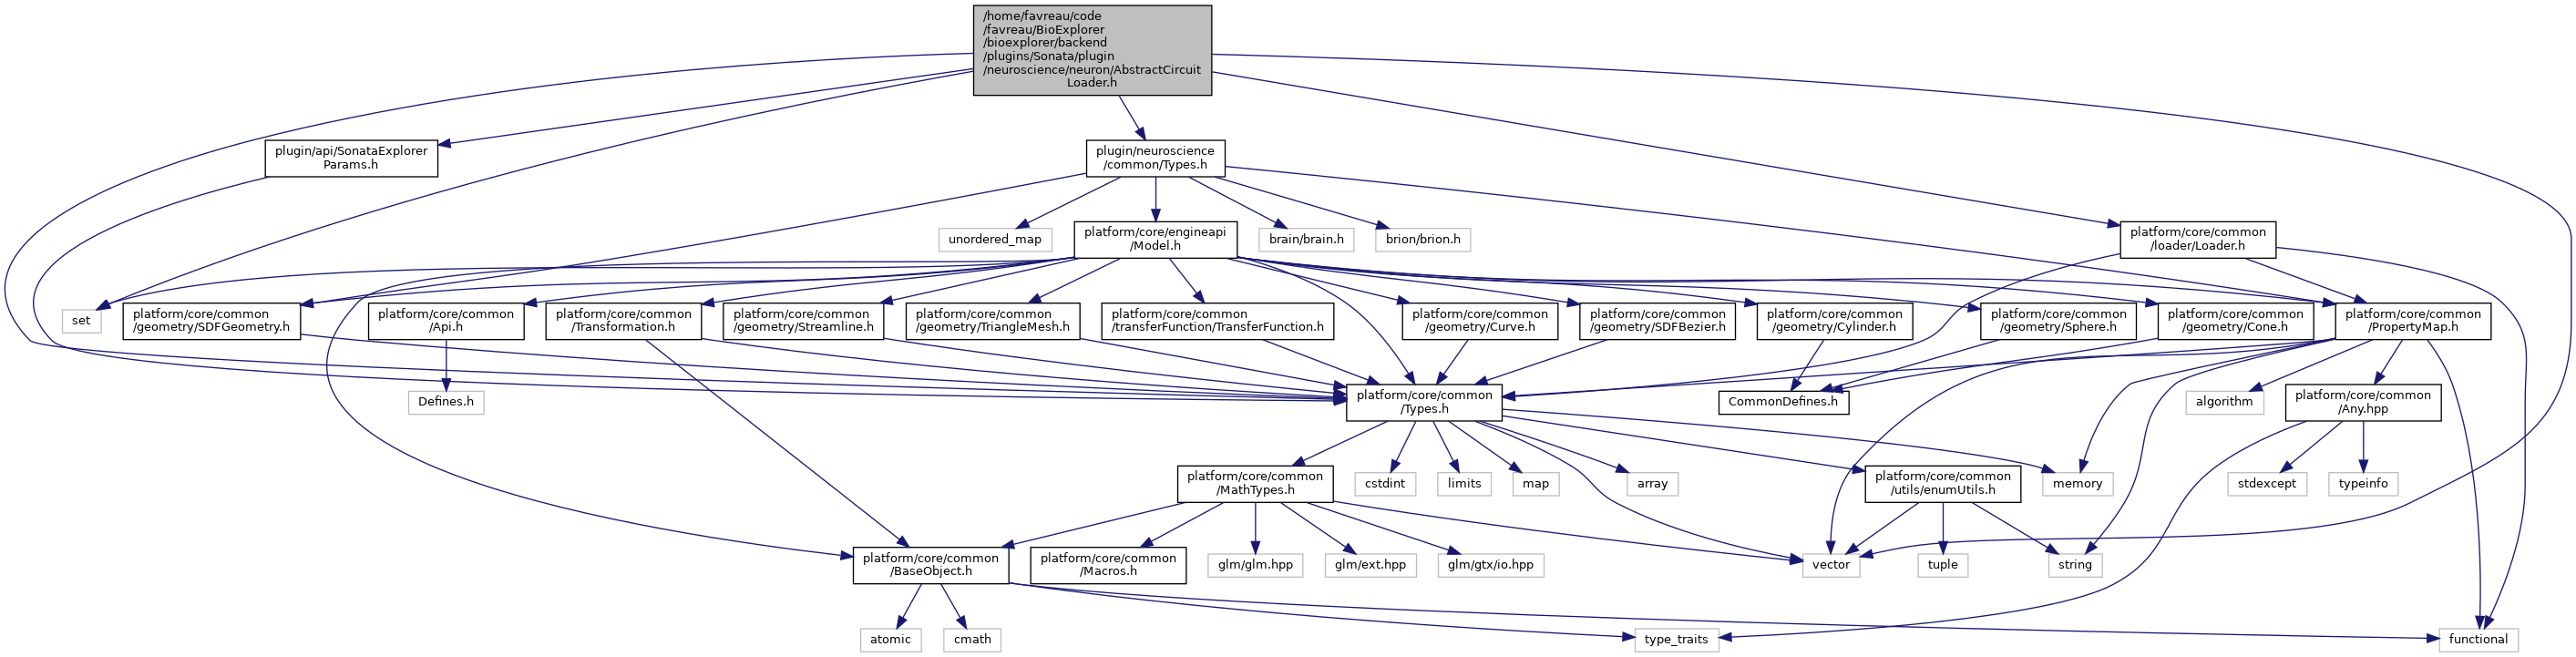 /home/favreau/code
/favreau/BioExplorer
/bioexplorer/backend
/plugins/Sonata/plugin
/neuroscience/neuron/AbstractCircuit
Loader.h
plugin/api/SonataExplorer
Params.h
plugin/neuroscience
/common/Types.h
unordered_map
platform/core/engineapi
/Model.h
brain/brain.h
brion/brion.h
platform/core/common
/loader/Loader.h
set
platform/core/common
/geometry/SDFGeometry.h
platform/core/common
/Api.h
platform/core/common
/Transformation.h
platform/core/common
/geometry/Streamline.h
platform/core/common
/geometry/TriangleMesh.h
platform/core/common
/transferFunction/TransferFunction.h
platform/core/common
/geometry/Curve.h
platform/core/common
/geometry/SDFBezier.h
platform/core/common
/geometry/Cylinder.h
platform/core/common
/geometry/Sphere.h
platform/core/common
/geometry/Cone.h
platform/core/common
/PropertyMap.h
Defines.h
platform/core/common
/Types.h
CommonDefines.h
algorithm
platform/core/common
/Any.hpp
platform/core/common
/MathTypes.h
cstdint
limits
map
array
platform/core/common
/utils/enumUtils.h
memory
stdexcept
typeinfo
platform/core/common
/BaseObject.h
platform/core/common
/Macros.h
glm/glm.hpp
glm/ext.hpp
glm/gtx/io.hpp
vector
tuple
string
atomic
cmath
type_traits
functional